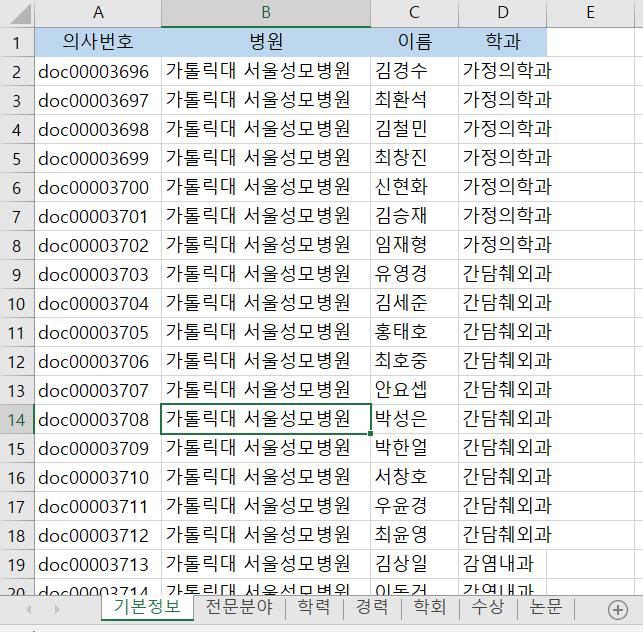 A B C D E
1 의사번호 병원 이름 학과
2 doc00003696 가톨릭대 서울성모병원 김경수 가정의학과
3 doc00003697 가톨릭대 서울성모병원 최환석 가정의학과
4 doc00003698 가톨릭대 서울성모병원 김철민 가정의학과
5 doc00003699 가톨릭대 서울성모병원 최창진 가정의학과
6 doc00003700 가톨릭대 서울성모병원 신현화 가정의학과
7 doc00003701 가톨릭대 서울성모병원 김승재 가정의학과
8 doc00003702 가톨릭대 서울성모병원 임재형 가정의학과
9 doc00003703 가톨릭대 서울성모병원 유영경 간담췌외과
10 doc00003704 가톨릭대 서울성모병원 김세준 간담췌외과
11 doc00003705 가톨릭대 서울성모병원 홍태호 간담췌외과
12 doc00003706 가톨릭대 서울성모병원 최호중 간담췌외과
13 doc00003707 가톨릭대 서울성모병원 안요셉 간담췌외과
14 doc00003708 가톨릭대 서울성모병원 박성은 간담췌외과
15 doc00003709 가톨릭대 서울성모병원 박한얼 간담췌외과
16 doc00003710 가톨릭대 서울성모병원 서창호 간담췌외과
17 doc00003711 가톨릭대 서울성모병원 우윤경 간담췌외과
18 doc00003712 가톨릭대 서울성모병원 최윤영 간담췌외과
19 doc00003713 가톨릭대 서울성모병원 김상일 감염내과
20 doc00003714 가톨릭대 서울성모병원 감염내과
기본정보 전문분야 학력 경력 학회 수상 논문